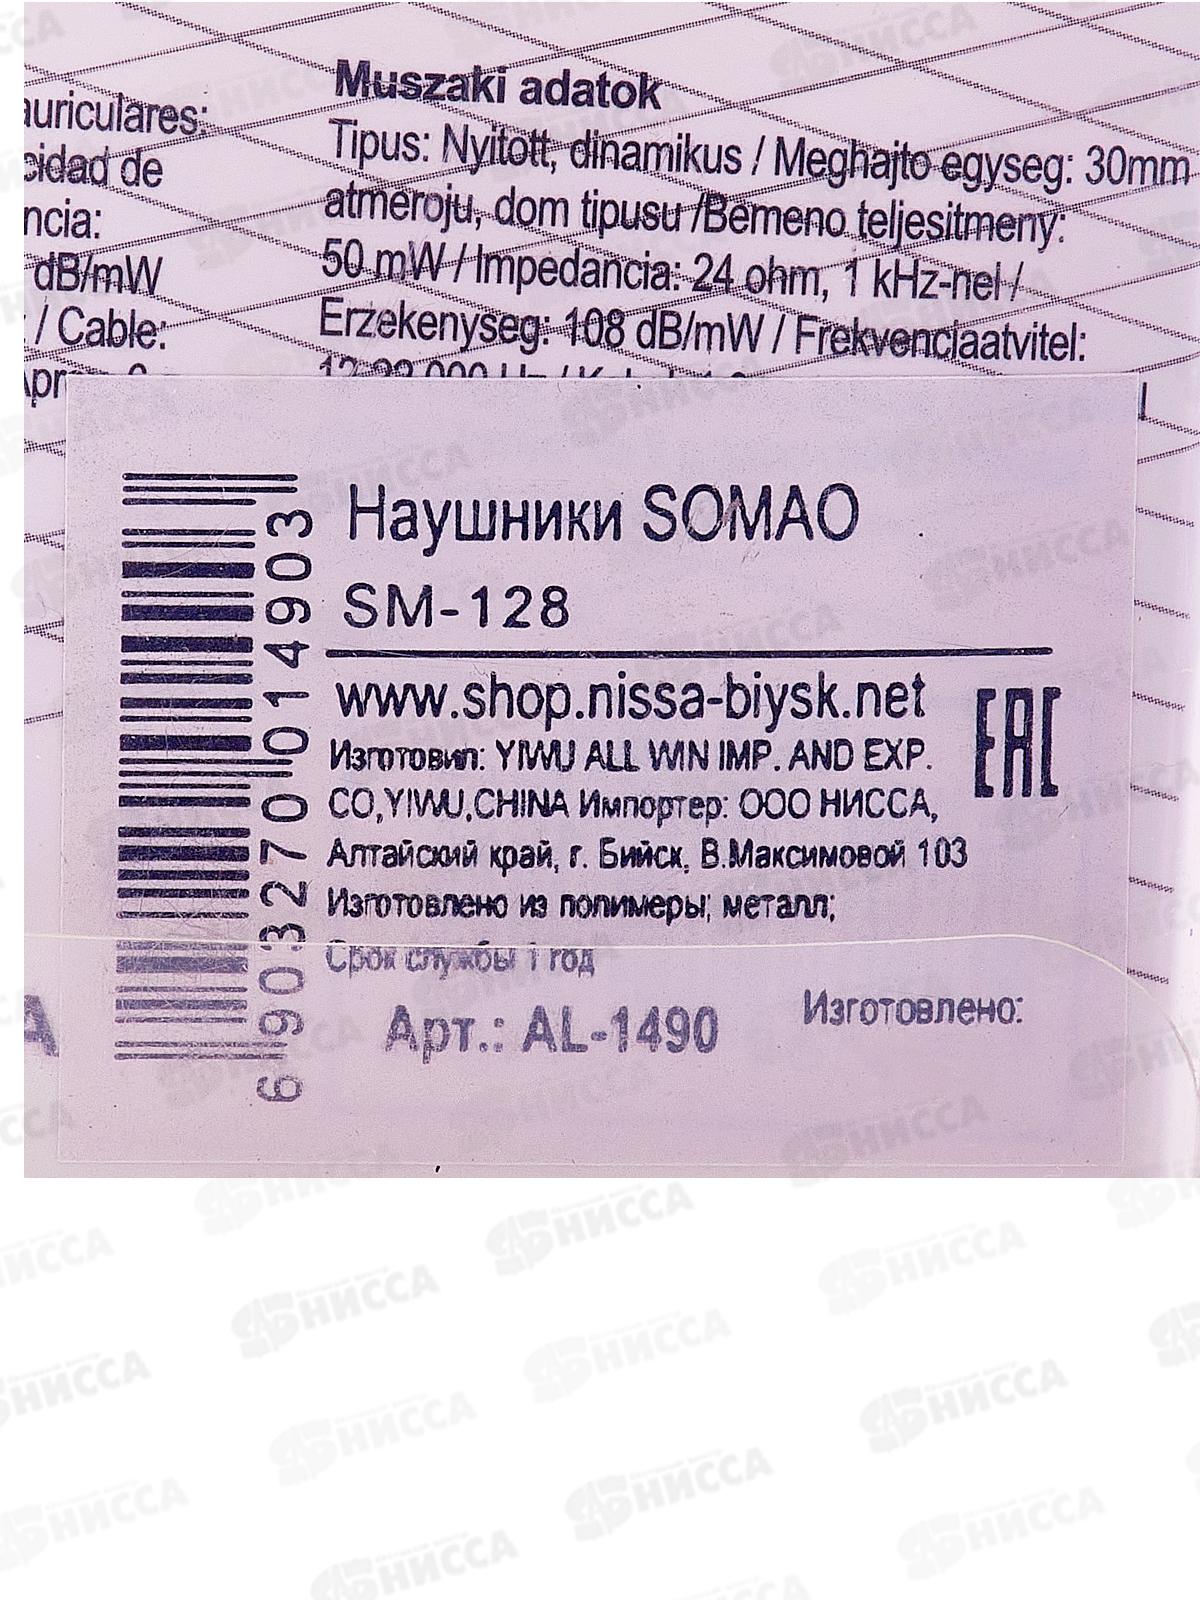 auriculares:
cidad de
ncia:
dB/mW
/ Cable:
Muszaki adatok
Tipus: Nyitott, dinamikus / Meghajto egyseg: 30mm
atmeroju, dom tipusu /Bemeno teljesitmeny:
50 mW / Impedancia: 24 ohm, 1 kHz-nel /
Erzekenyseg: 108 dB/mW / Frekvenciaatvitel:
Наушники SOMAO
SM-128
www.shop.nissa-biysk.net
EAC
Изготовил: YIWU ALL WIN IMP. AND EXP.
CO,YIWU,CHINA Импортер: ООО НИССА,
Алтайский край, г. Бийск, В.Максимовой 103
Изготовлено из полимеры; металл;
Срок службы 1 год
Арт.: AL-1490
Изготовлено:
6903270014903
НИССА